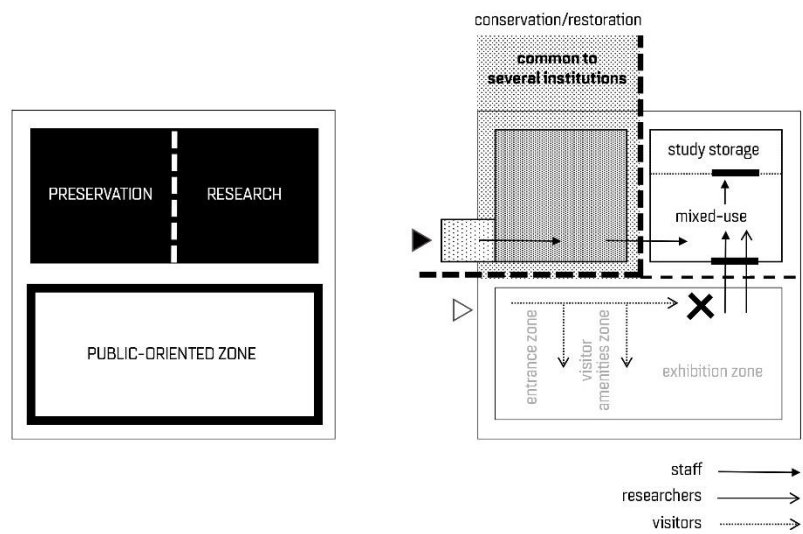 conservation/restoration
common to
several institutions
PRESERVATION
RESEARCH
study storage
mixed-use
PUBLIC-ORIENTED ZONE
entrance zone
visitor
amenities zone
exhibition zone
staff
researchers
visitors